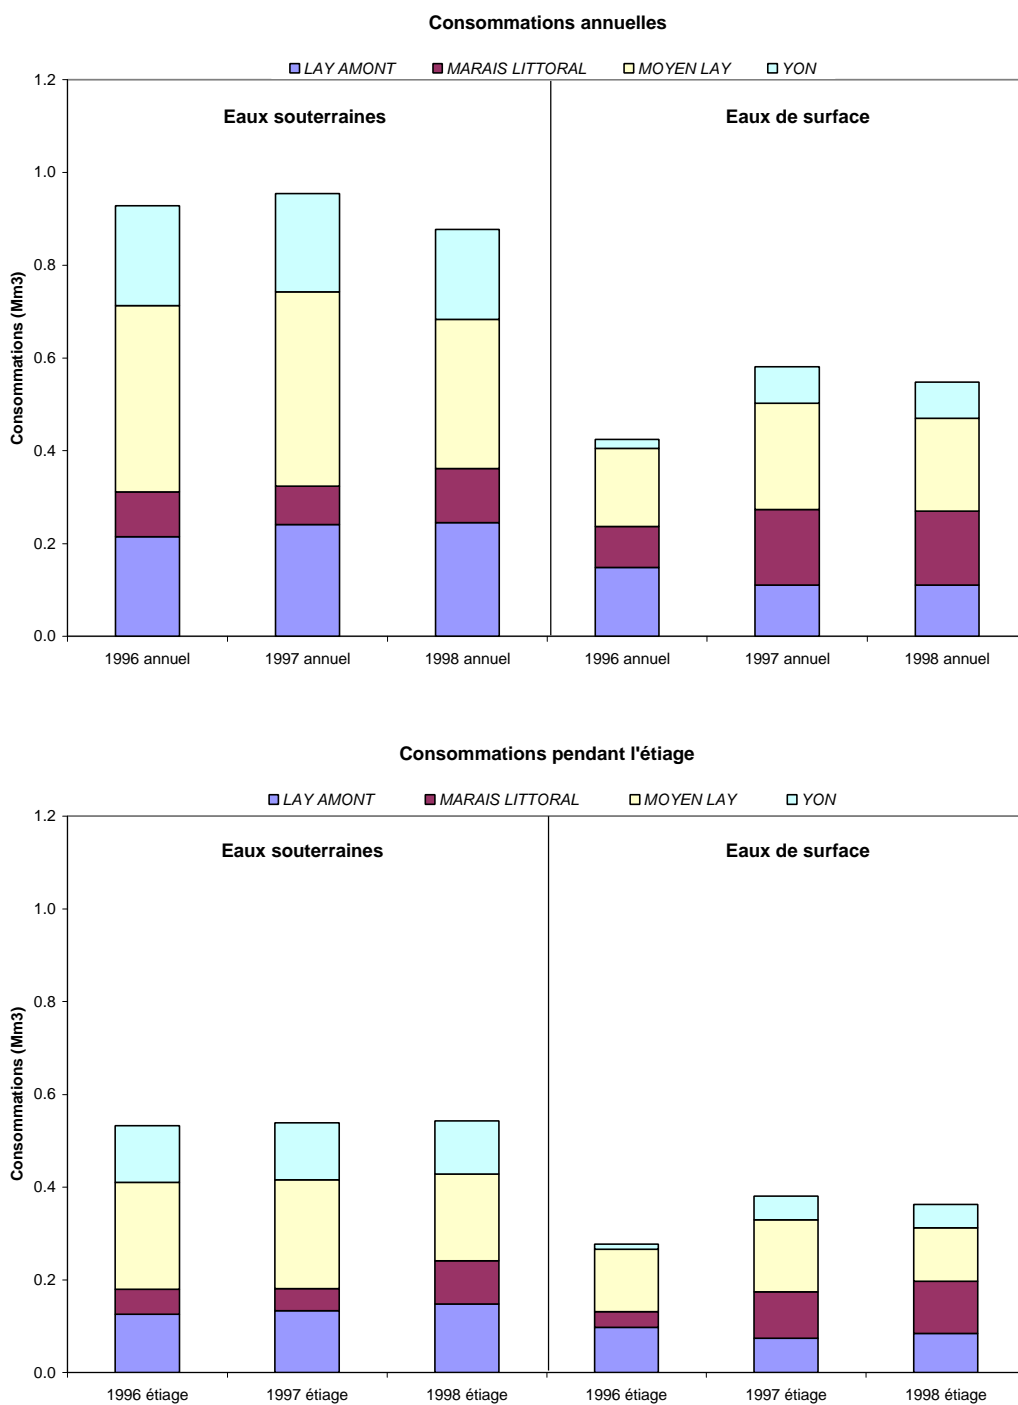 Consommations annuelles
LAY AMONT MARAIS LITTORAL MOYEN LAY YON
Eaux souterraines Eaux de surface
Consommations (Mm3)
1.2
1.0
0.8
0.6
0.4
0.2
0.0
1996 annuel 1997 annuel 1998 annuel 1996 annuel 1997 annuel 1998 annuel
Consommations pendant l'étiage
LAY AMONT MARAIS LITTORAL MOYEN LAY YON
Eaux souterraines Eaux de surface
Consommations (Mm3)
1.2
1.0
0.8
0.6
0.4
0.2
0.0
1996 étiage 1997 étiage 1998 étiage 1996 étiage 1997 étiage 1998 étiage